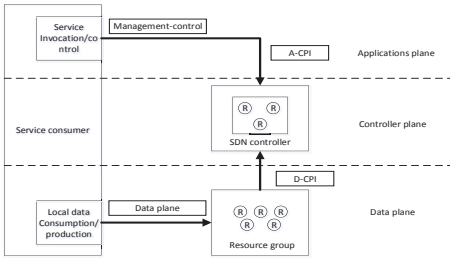 Service
Invocation/co
ntrol
Management-control
A-CPI
Applications plane
R R
R
SDN controller
Service consumer
Controller plane
D-CPI
Local data
Consumption/
production
Data plane
R R R
R R
Resource group
Data plane